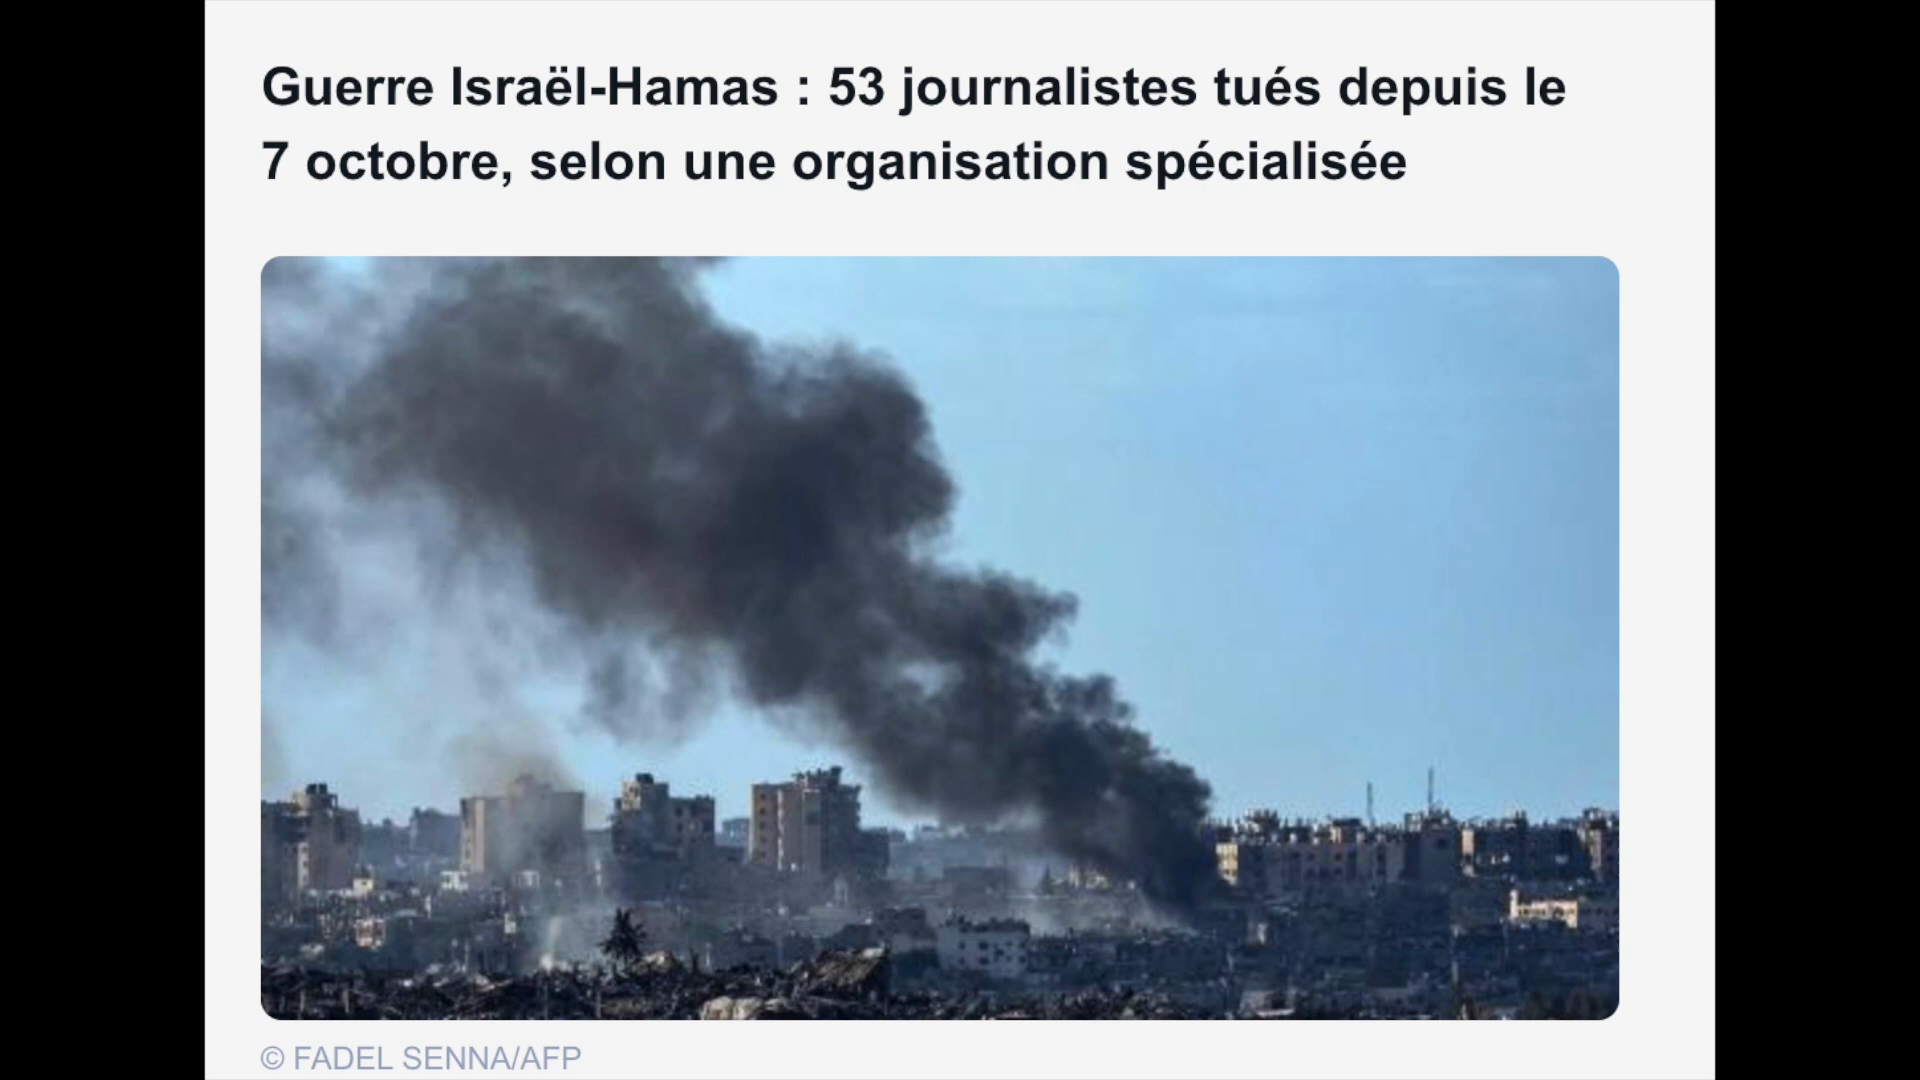 Guerre Israël-Hamas : 53 journalistes tués depuis le
7 octobre, selon une organisation spécialisée
© FADEL SENNA/AFP